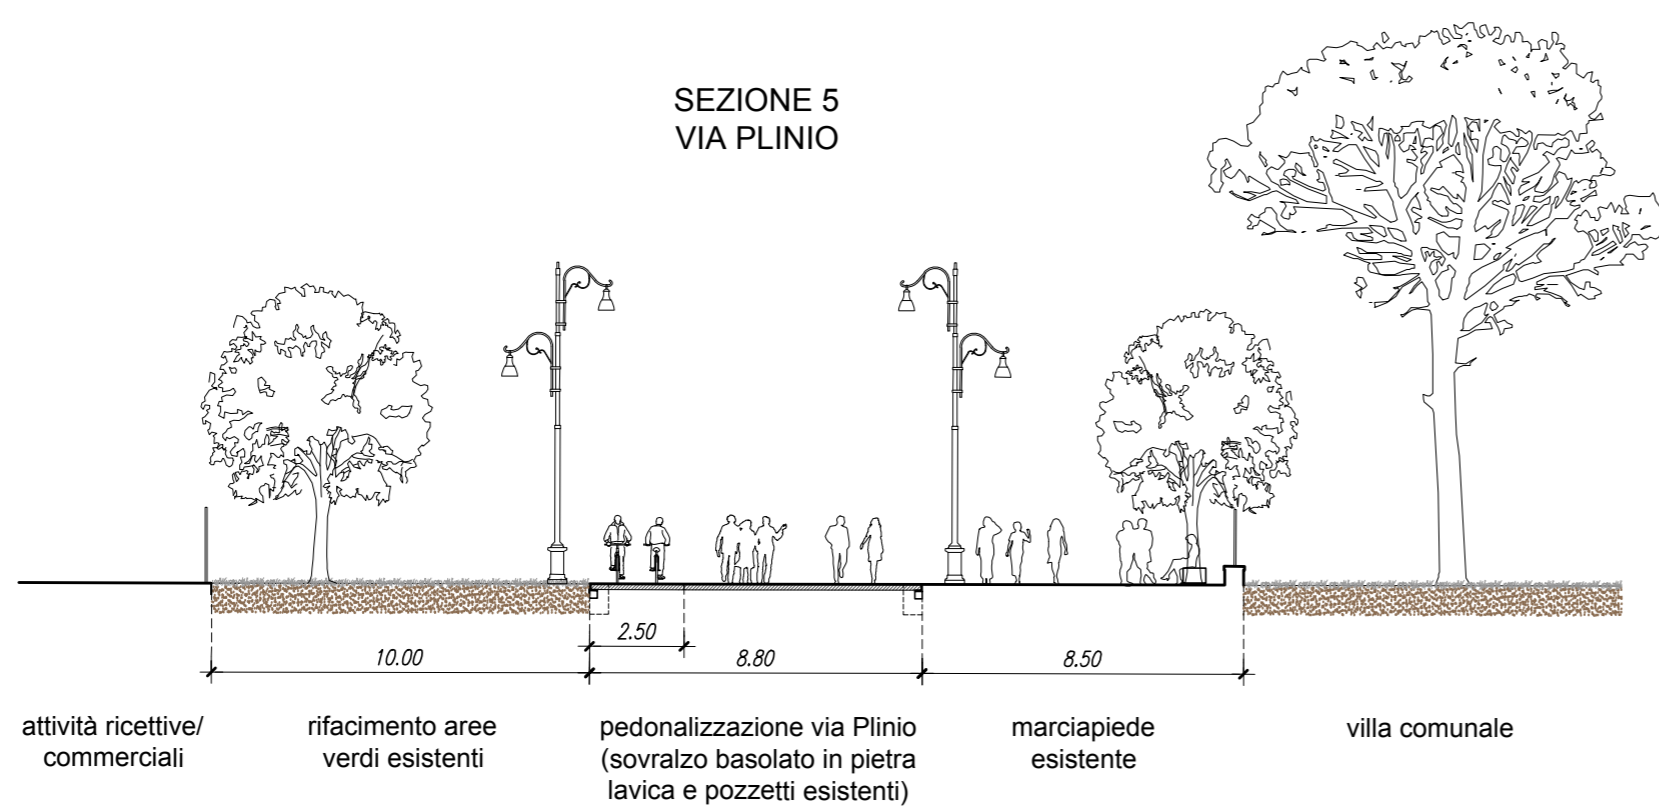 SEZIONE 5
VIA PLINIO
2.50
10.00
8.80
8.50
attività ricettive/
commerciali
rifacimento aree
verdi esistenti
pedonalizzazione via Plinio
(sovralzo basolato in pietra
lavica e pozzetti esistenti)
marciapiede
esistente
villa comunale